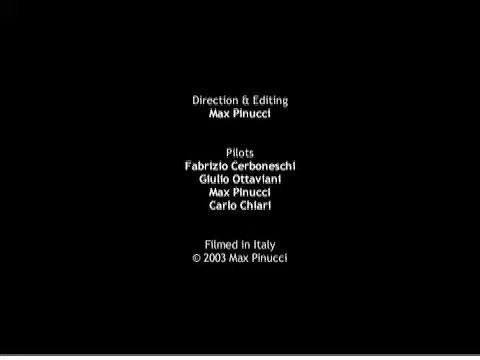 Direction & Editing
Max Pinucci
Pilots
Fabrizio Cerboneschi
Giulio Ottaviani
Max Pinucci
Carlo Chiari
Filmed in Italy
© 2003 Max Pinucci